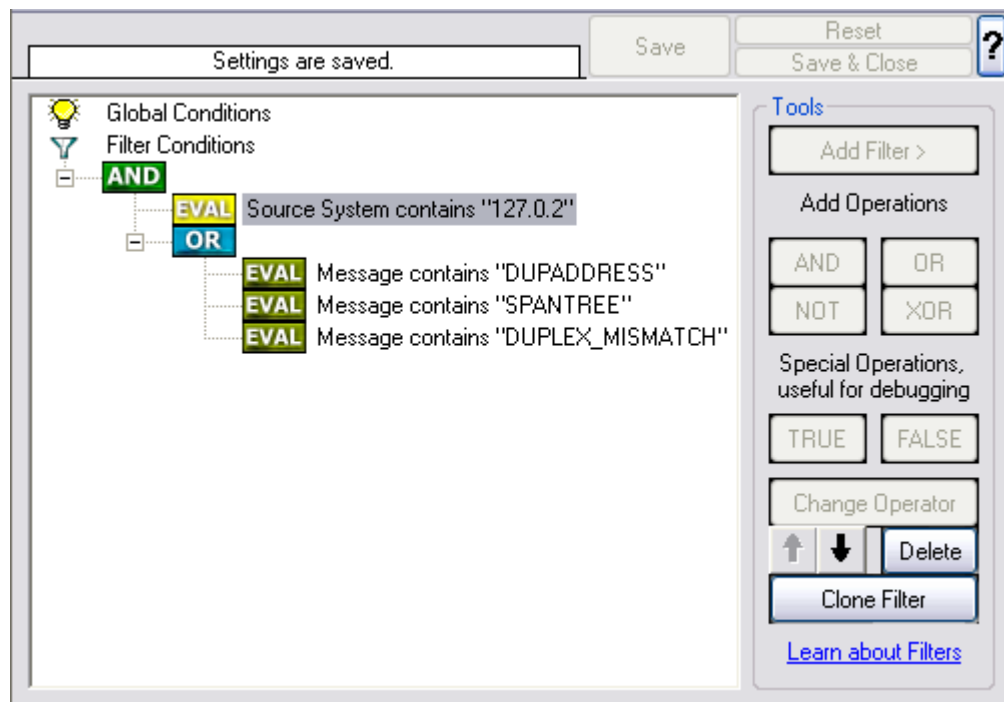 Settings are saved.
Save
Reset
Save & Close
?
Global Conditions
Filter Conditions
AND
EVAL Source System contains "127.0.2"
OR
EVAL Message contains "DUPADDRESS"
EVAL Message contains "SPANTREE"
EVAL Message contains "DUPLEX_MISMATCH"
Tools
Add Filter >
Add Operations
AND OR
NOT XOR
Special Operations,
useful for debugging
TRUE FALSE
Change Operator
Delete
Clone Filter
Learn about Filters